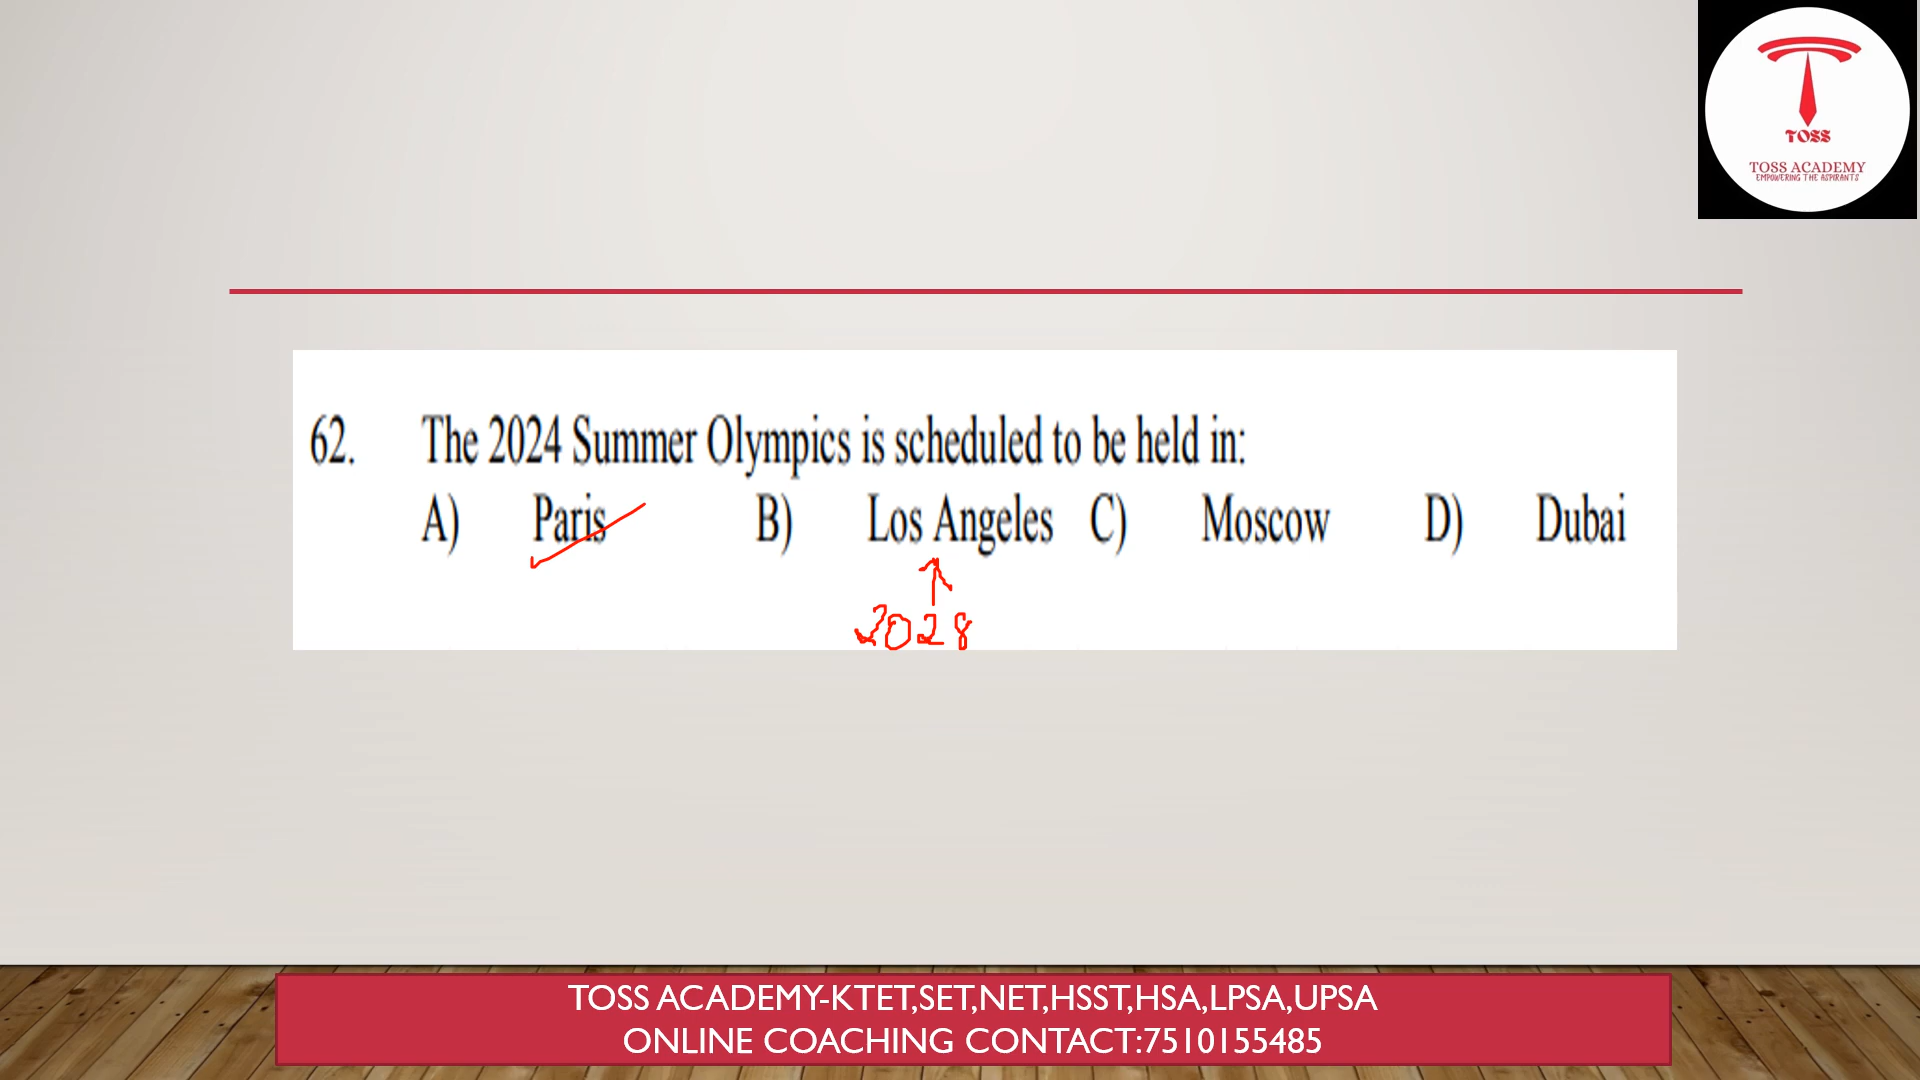 TOSS
TOSS ACADEMY
EMPOWERING THE ASPIRANTS
62. The 2024 Summer Olympics is scheduled to be held in:
A) Paris B) Los Angeles C) Moscow D) Dubai
2028
TOSS ACADEMY-KTET,SET,NET,HSST,HSA,LPSA,UPSA
ONLINE COACHING CONTACT:7510155485